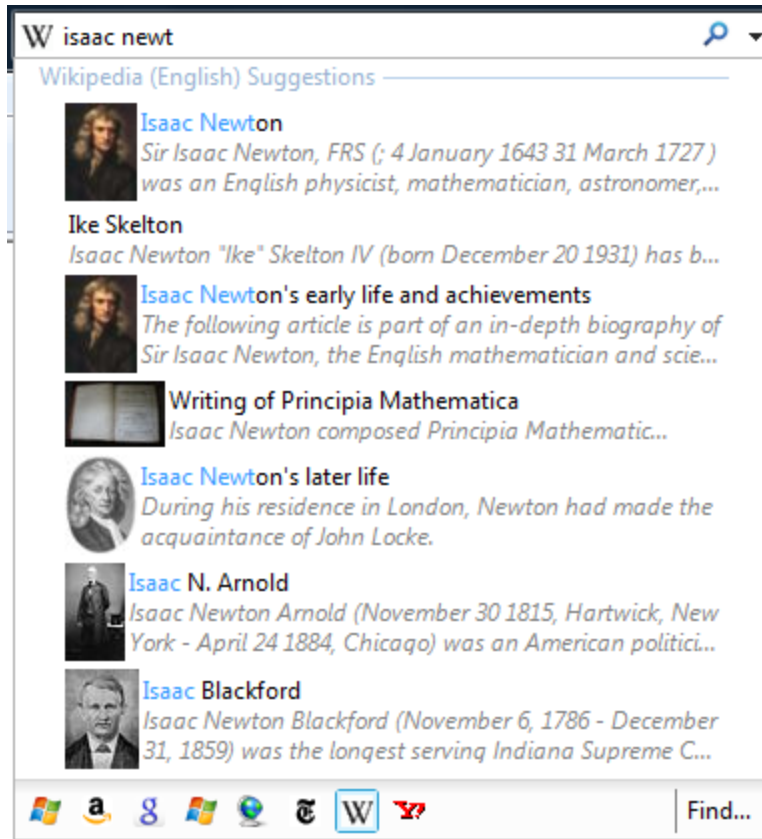 W isaac newt
Wikipedia (English) Suggestions
Isaac Newton
Sir Isaac Newton, FRS (; 4 January 1643 31 March 1727 )
was an English physicist, mathematician, astronomer,...
Ike Skelton
Isaac Newton "Ike" Skelton IV (born December 20 1931) has b...
Isaac Newton's early life and achievements
The following article is part of an in-depth biography of
Sir Isaac Newton, the English mathematician and scie...
Writing of Principia Mathematica
Isaac Newton composed Principia Mathematic...
Isaac Newton's later life
During his residence in London, Newton had made the
acquaintance of John Locke.
Isaac N. Arnold
Isaac Newton Arnold (November 30 1815, Hartwick, New
York - April 24 1884, Chicago) was an American politici...
Isaac Blackford
Isaac Newton Blackford (November 6, 1786 - December
31, 1859) was the longest serving Indiana Supreme C...
a g T W Y! Find...